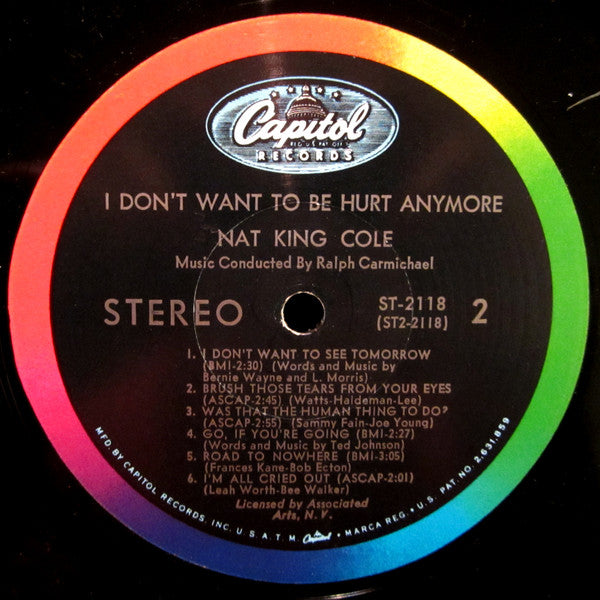 Capitol
REG. U.S. PAT. OFF.
RECORDS
I DON'T WANT TO BE HURT ANYMORE
NAT KING COLE
Music Conducted By Ralph Carmichael
STEREO
ST-2118
(ST2-2118)
2
1. I DON'T WANT TO SEE TOMORROW
(BMI-2:30) (Words and Music by
Bernie Wayne and L. Morris)
2. BRUSH THOSE TEARS FROM YOUR EYES
(ASCAP-2:45) (Watts-Haldeman-Lee)
3. WAS THAT THE HUMAN THING TO DO?
(ASCAP-2:55) (Sammy Fain-Joe Young)
4. GO, IF YOU'RE GOING (BMI-2:27)
(Words and Music by Ted Johnson)
5. ROAD TO NOWHERE (BMI-3:05)
(Frances Kane-Bob Ecton)
6. I'M ALL CRIED OUT (ASCAP-2:01)
(Leah Worth-Bee Walker)
Licensed by Associated
Arts, N.V.
MFD. BY CAPITOL RECORDS, INC. U.S.A. T.M. Capitol • MARCA REG. • U.S. PAT. NO. 2,631,859